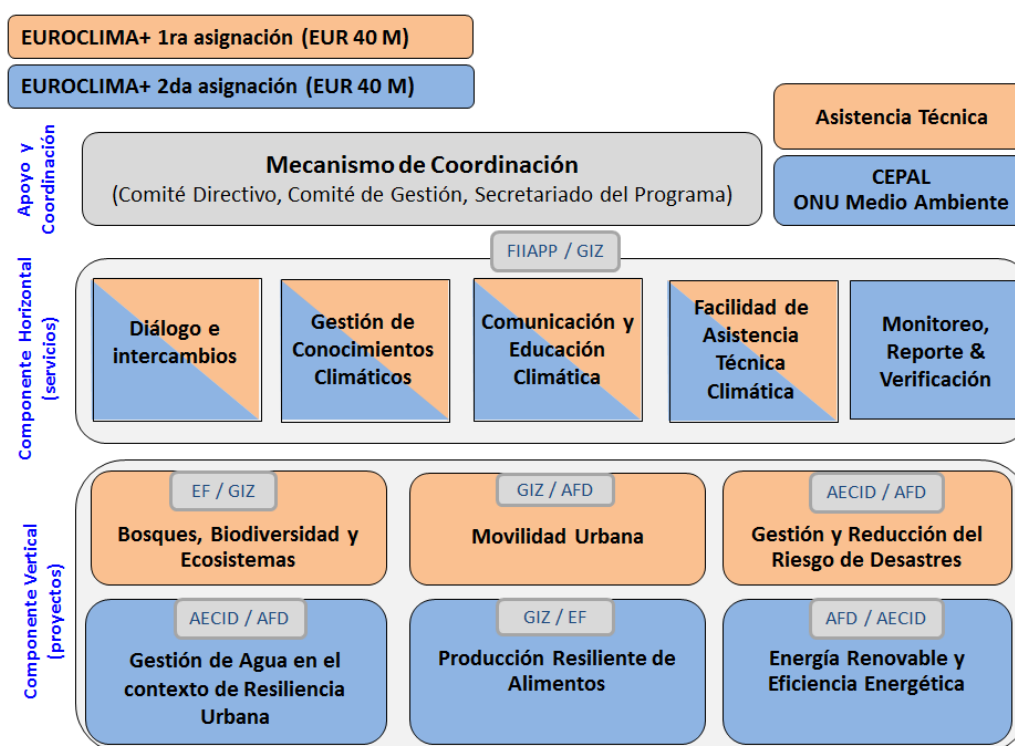 EUROCLIMA+ 1ra asignación (EUR 40 M)
EUROCLIMA+ 2da asignación (EUR 40 M)
Apoyo y
Coordinación
Mecanismo de Coordinación
(Comité Directivo, Comité de Gestión, Secretariado del Programa)
Asistencia Técnica
CEPAL
ONU Medio Ambiente
Componente Horizontal
(servicios)
FIIAPP / GIZ
Diálogo e
intercambios
Gestión de
Conocimientos
Climáticos
Comunicación y
Educación
Climática
Facilidad de
Asistencia
Técnica
Climática
Monitoreo,
Reporte &
Verificación
Componente Vertical
(proyectos)
EF / GIZ
Bosques, Biodiversidad y
Ecosistemas
GIZ / AFD
Movilidad Urbana
AECID / AFD
Gestión y Reducción del
Riesgo de Desastres
AECID / AFD
Gestión de Agua en el
contexto de Resiliencia
Urbana
GIZ / EF
Producción Resiliente de
Alimentos
AFD / AECID
Energía Renovable y
Eficiencia Energética